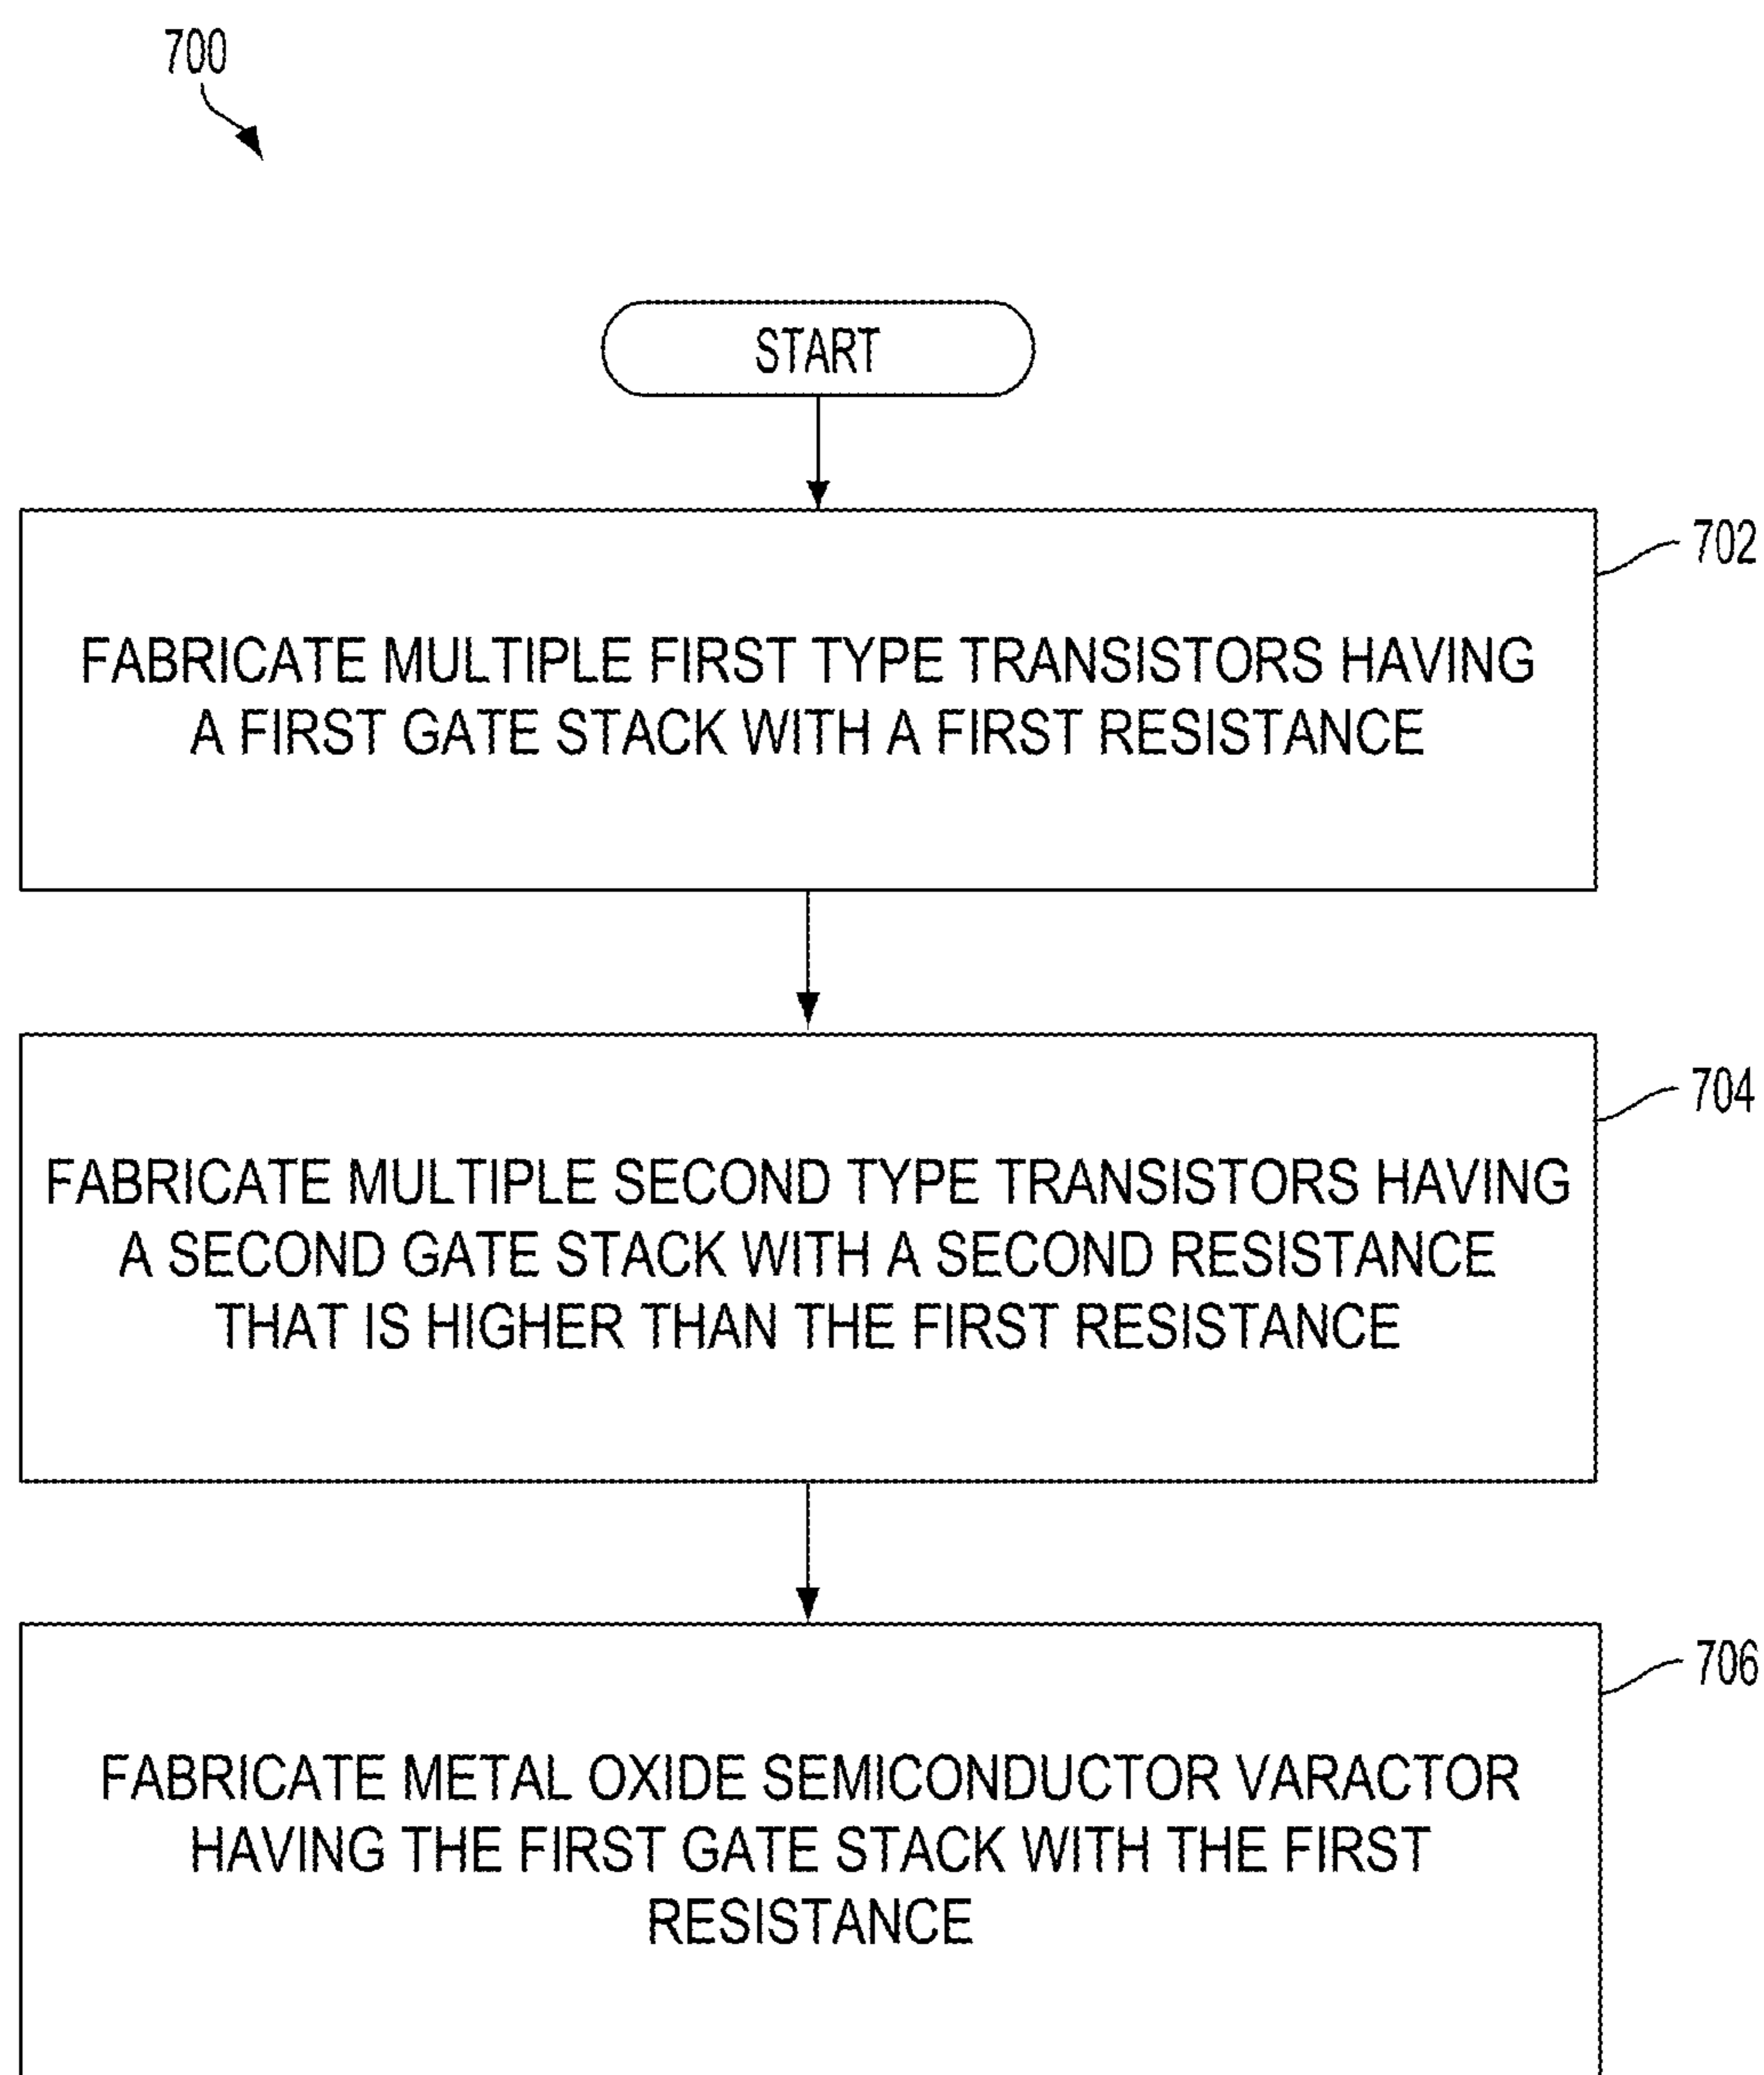 700
START
702
FABRICATE MULTIPLE FIRST TYPE TRANSISTORS HAVING
A FIRST GATE STACK WITH A FIRST RESISTANCE
704
FABRICATE MULTIPLE SECOND TYPE TRANSISTORS HAVING
A SECOND GATE STACK WITH A SECOND RESISTANCE
THAT IS HIGHER THAN THE FIRST RESISTANCE
706
FABRICATE METAL OXIDE SEMICONDUCTOR VARACTOR
HAVING THE FIRST GATE STACK WITH THE FIRST
RESISTANCE